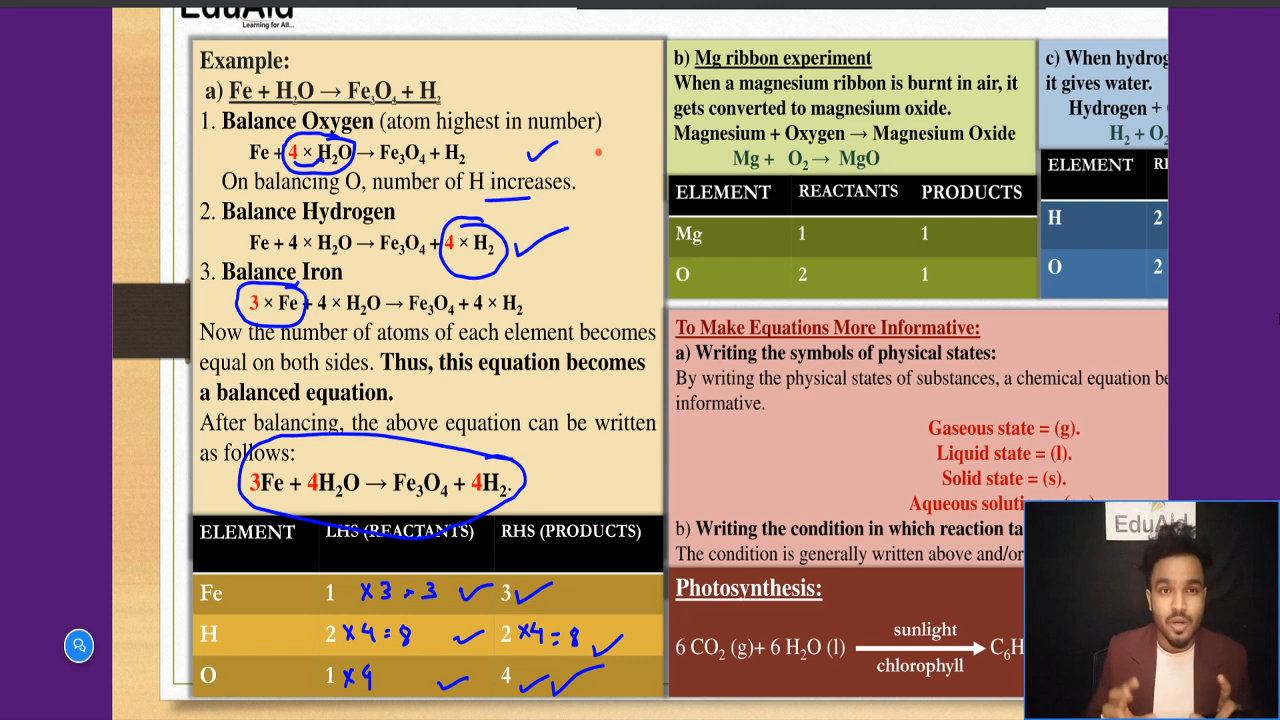 EduAid
Learning for All...
Example:
a) Fe + H₂O → Fe₃O₄ + H₂
1. Balance Oxygen (atom highest in number)
Fe + 4 × H₂O → Fe₃O₄ + H₂
On balancing O, number of H increases.
2. Balance Hydrogen
Fe + 4 × H₂O → Fe₃O₄ + 4 × H₂
3. Balance Iron
3 × Fe + 4 × H₂O → Fe₃O₄ + 4 × H₂
Now the number of atoms of each element becomes
equal on both sides. Thus, this equation becomes
a balanced equation.
After balancing, the above equation can be written
as follows:
3Fe + 4H₂O → Fe₃O₄ + 4H₂.
ELEMENT LHS (REACTANTS) RHS (PRODUCTS)
Fe 1 ×3 = 3 3
H 2 ×4 = 8 2 ×4 = 8
O 1 ×4 4
b) Mg ribbon experiment
When a magnesium ribbon is burnt in air, it
gets converted to magnesium oxide.
Magnesium + Oxygen → Magnesium Oxide
Mg + O₂ → MgO
ELEMENT REACTANTS PRODUCTS
Mg 1 1
O 2 1
c) When hydrog
it gives water.
Hydrogen +
H₂ + O₂
ELEMENT
H 2
O 2
To Make Equations More Informative:
a) Writing the symbols of physical states:
By writing the physical states of substances, a chemical equation be
informative.
Gaseous state = (g).
Liquid state = (l).
Solid state = (s).
Aqueous
b) Writing the condition in which reaction ta
The condition is generally written above and/or
Photosynthesis:
6 CO₂ (g)+ 6 H₂O (l) sunlight chlorophyll → C₆H
EduAid